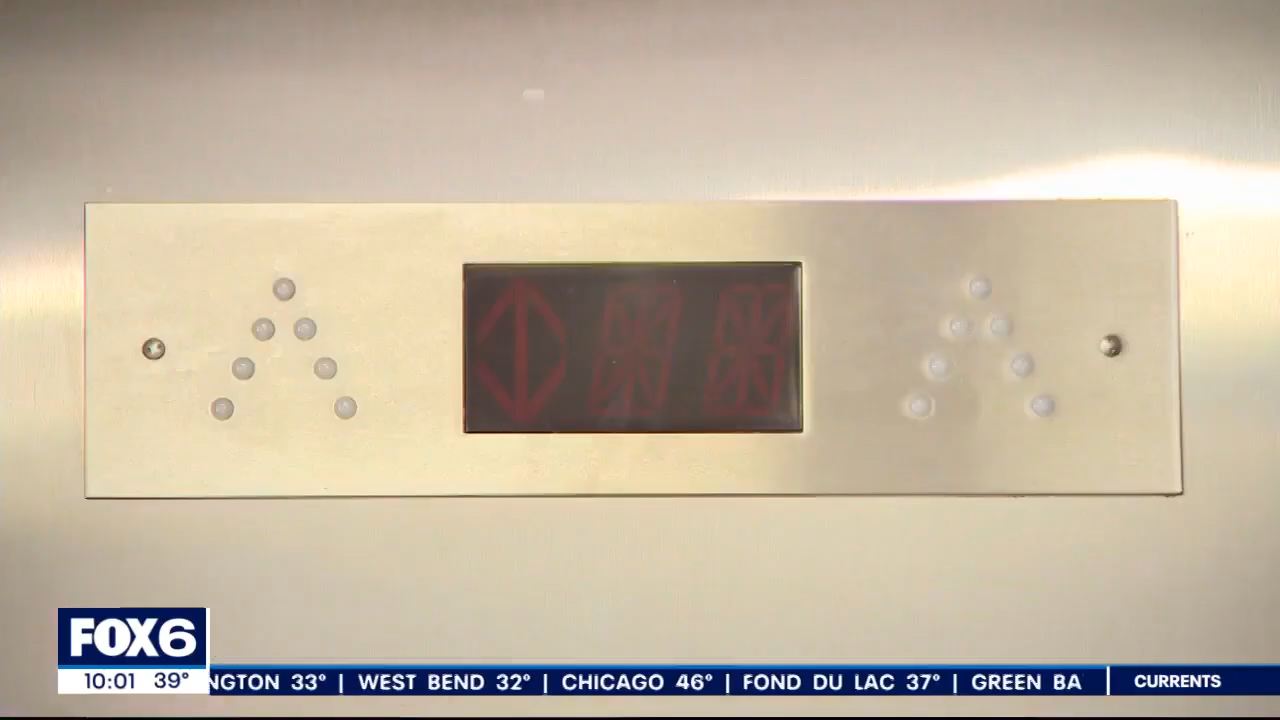 FOX6
10:01 39°
NGTON 33° | WEST BEND 32° | CHICAGO 46° | FOND DU LAC 37° | GREEN BA
CURRENTS